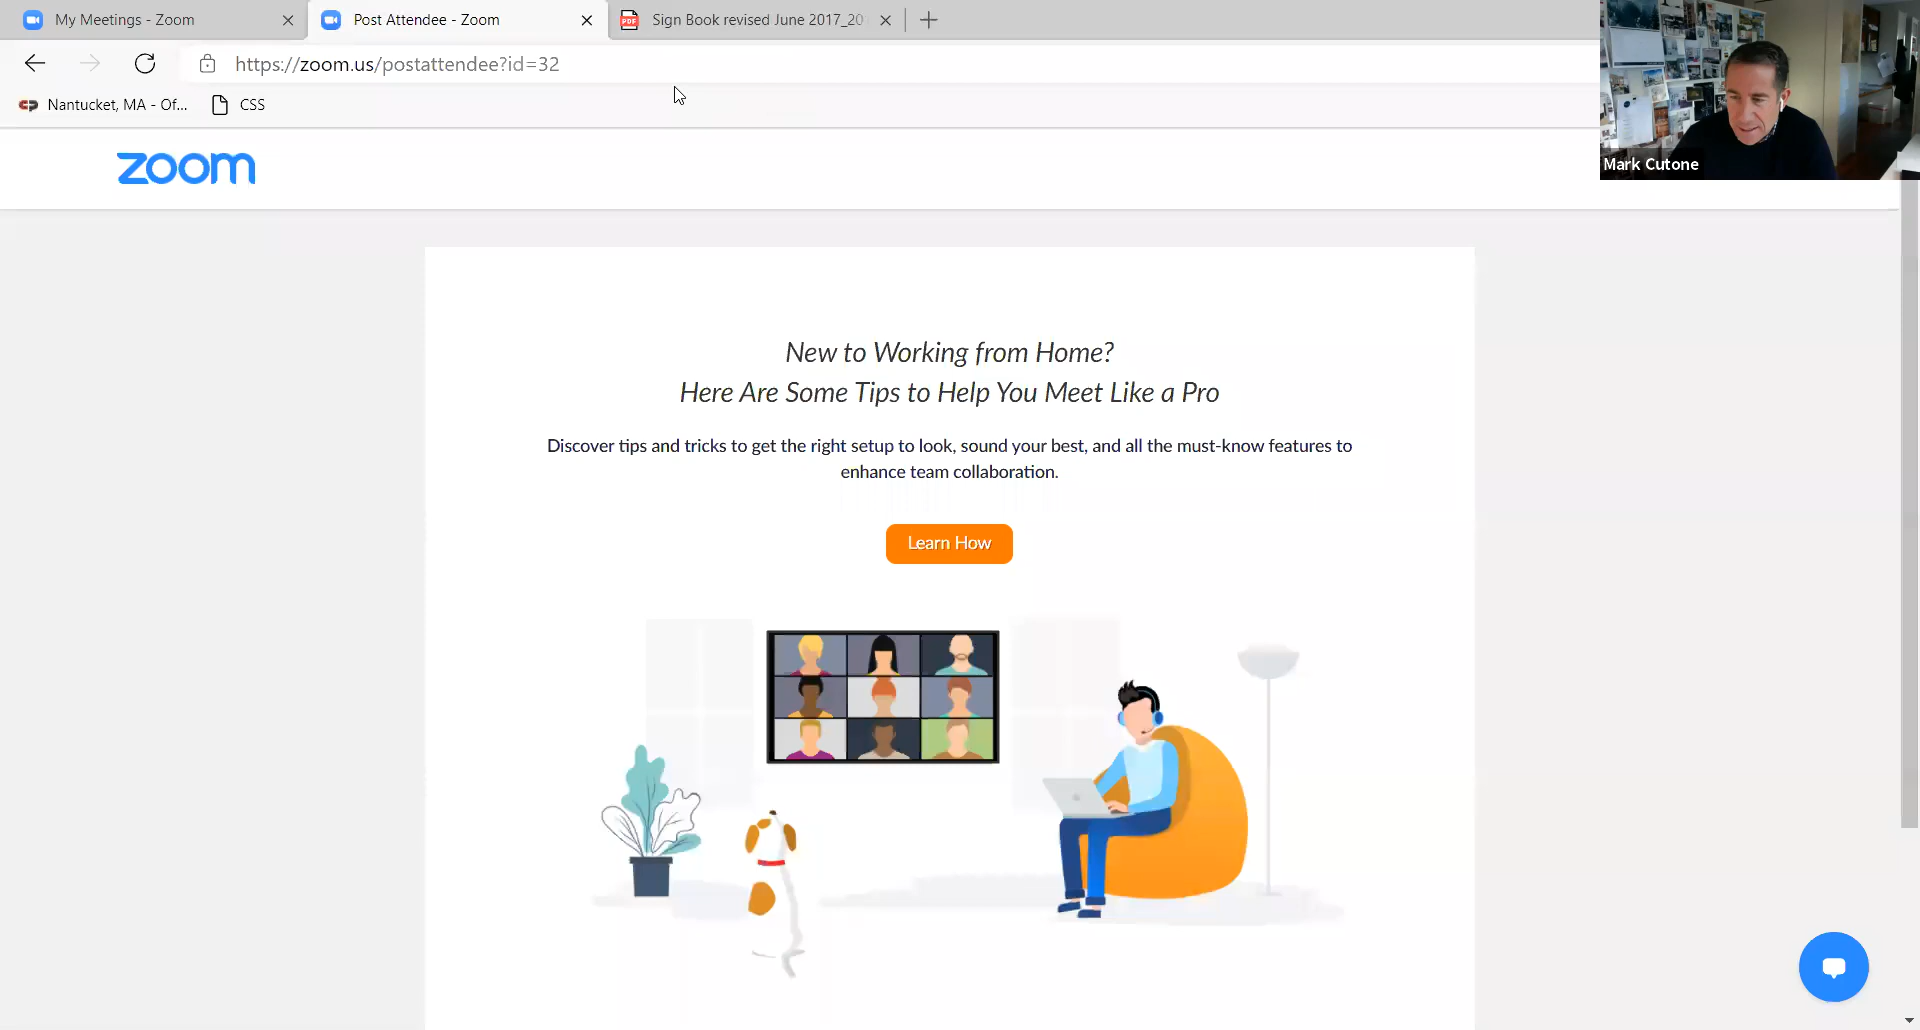 My Meetings - Zoom
Post Attendee - Zoom
PDF
Sign Book revised June 2017_20
https://zoom.us/postattendee?id=32
Nantucket, MA - Of...
CSS
Mark Cutone
zoom
New to Working from Home?
Here Are Some Tips to Help You Meet Like a Pro
Discover tips and tricks to get the right setup to look, sound your best, and all the must-know features to
enhance team collaboration.
Learn How